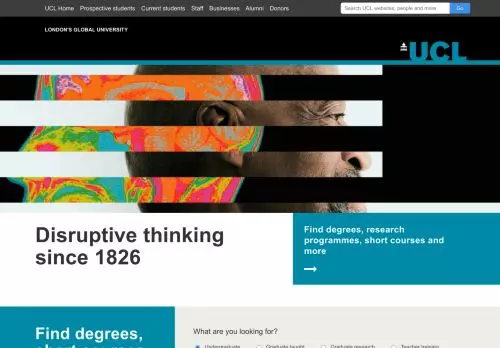 UCL Home Prospective students Current students Staff Businesses Alumni Donors Search UCL websites, people and more Go
LONDON'S GLOBAL UNIVERSITY
UCL
Disruptive thinking
since 1826
Find degrees, research
programmes, short courses and
more
Find degrees,
short courses
What are you looking for?
Undergraduate Graduate taught Graduate research Teacher training